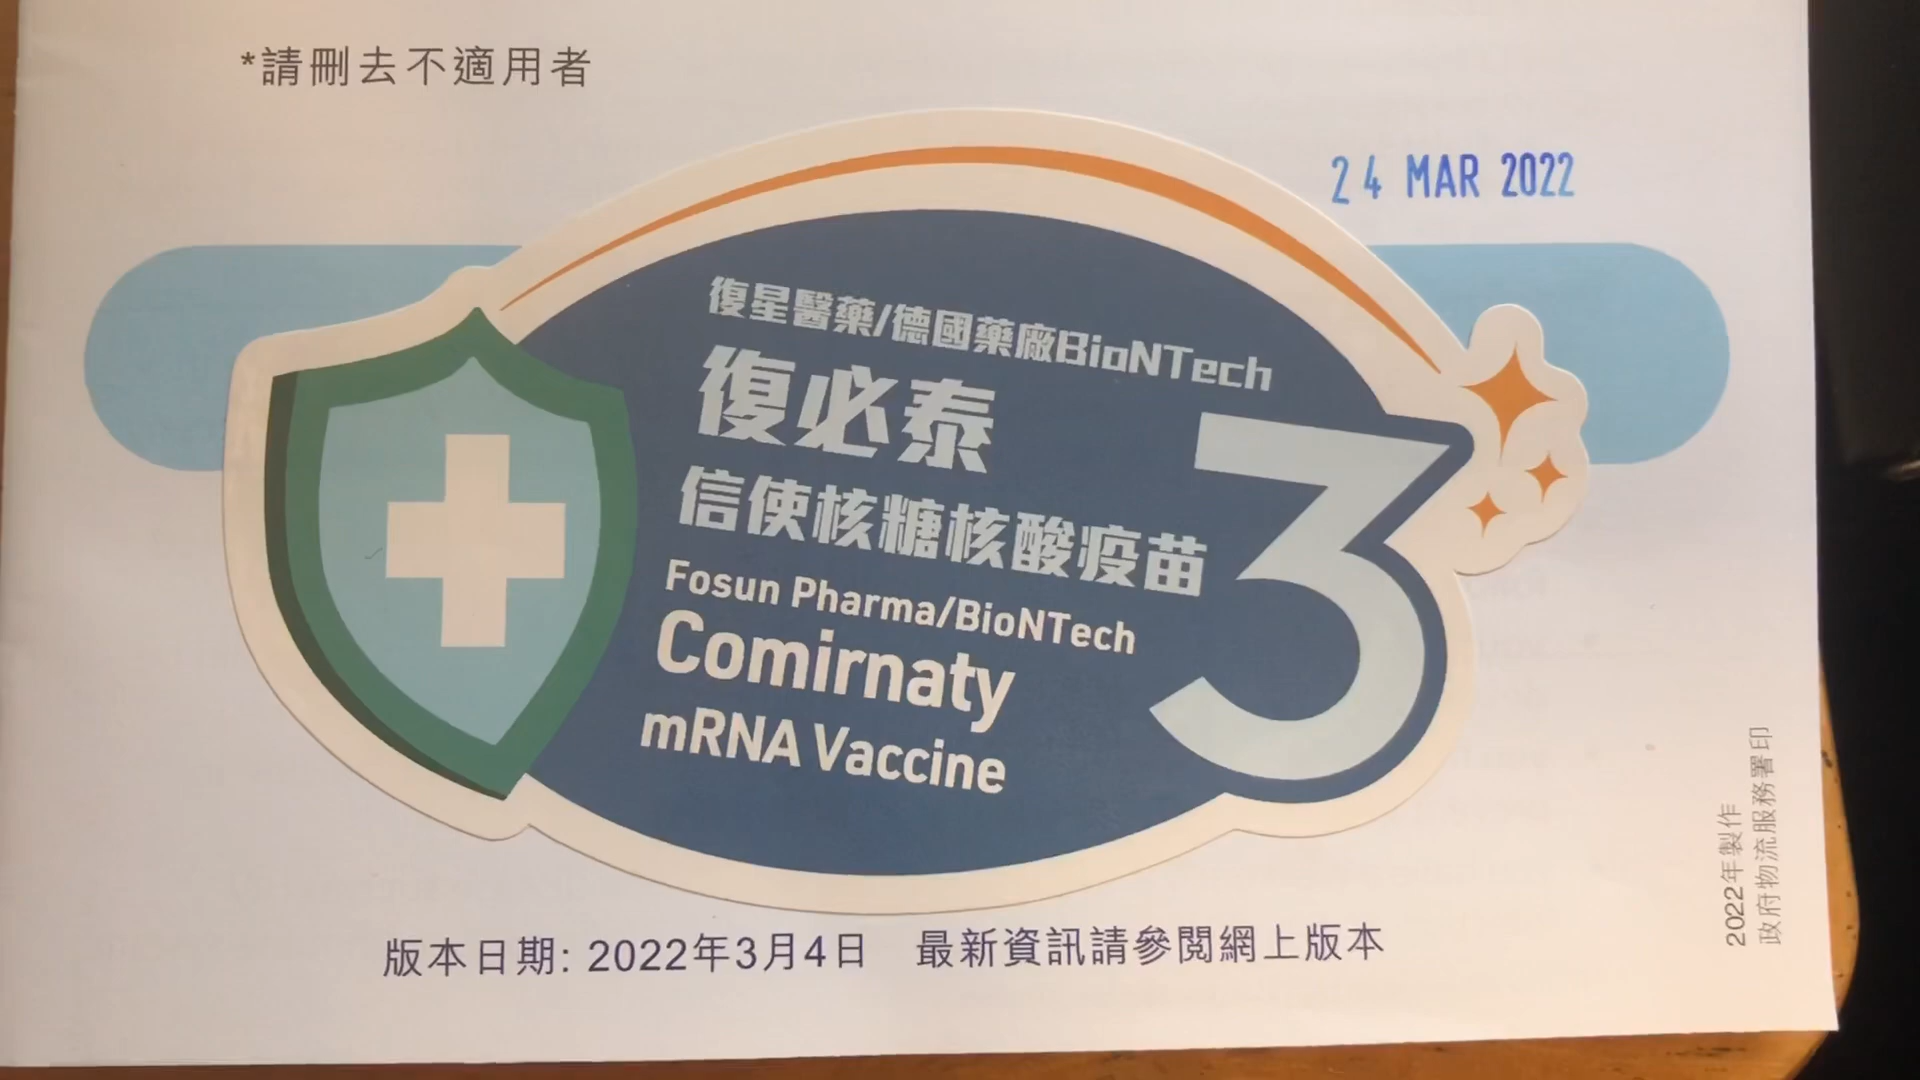 *請刪去不適用者
24 MAR 2022
復星醫藥/德國藥廠BioNTech
復必泰
信使核糖核酸疫苗
3
Fosun Pharma/BioNTech
Comirnaty
mRNA Vaccine
版本日期: 2022年3月4日 最新資訊請參閱網上版本
2022年製作
政府物流服務署印